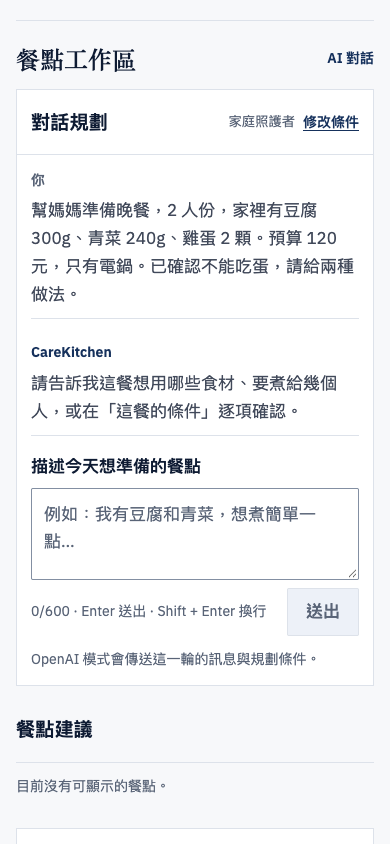 餐點工作區
AI 對話
對話規劃
家庭照護者 修改條件
你
幫媽媽準備晚餐，2 人份，家裡有豆腐
300g、青菜 240g、雞蛋 2 顆。預算 120
元，只有電鍋。已確認不能吃蛋，請給兩種
做法。
CareKitchen
請告訴我這餐想用哪些食材、要煮給幾個
人，或在「這餐的條件」逐項確認。
描述今天想準備的餐點
例如：我有豆腐和青菜，想煮簡單一
點...
0/600 · Enter 送出 · Shift + Enter 換行
送出
OpenAI 模式會傳送這一輪的訊息與規劃條件。
餐點建議
目前沒有可顯示的餐點。